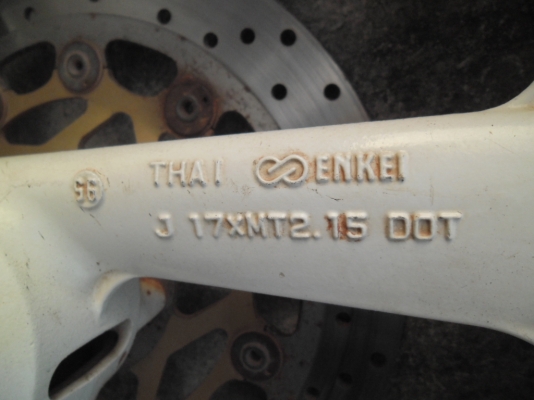 THAI ENKEI
J 17XMT2.15 DOT